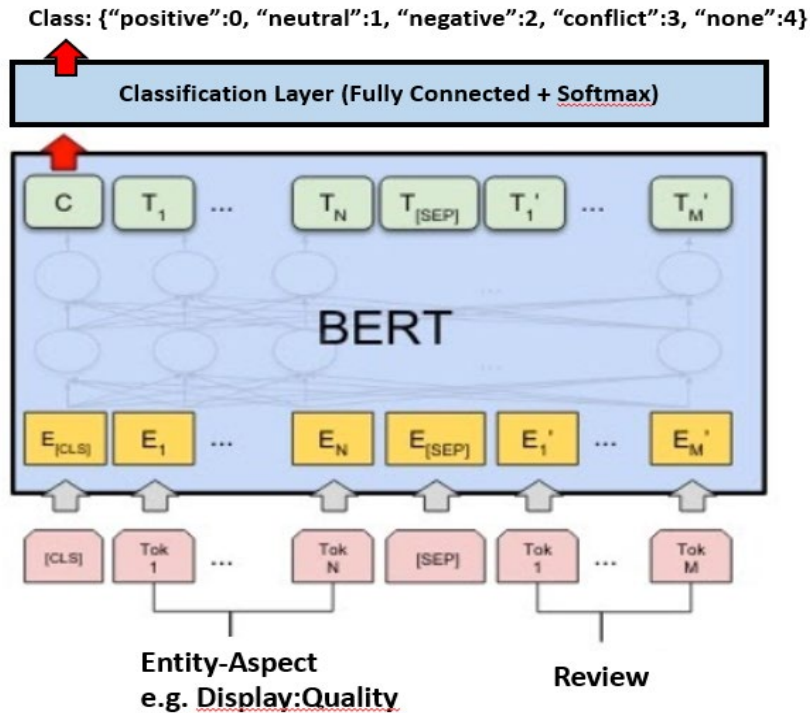 Class: {“positive”:0, “neutral”:1, “negative”:2, “conflict”:3, “none”:4}
Classification Layer (Fully Connected + Softmax)
C T1 ... TN T[SEP] T1' ... TM'
...
BERT
...
E[CLS] E1 ... EN E[SEP] E1' ... EM'
[CLS] Tok 1 ... Tok N [SEP] Tok 1 ... Tok M
Entity-Aspect
e.g. Display:Quality
Review